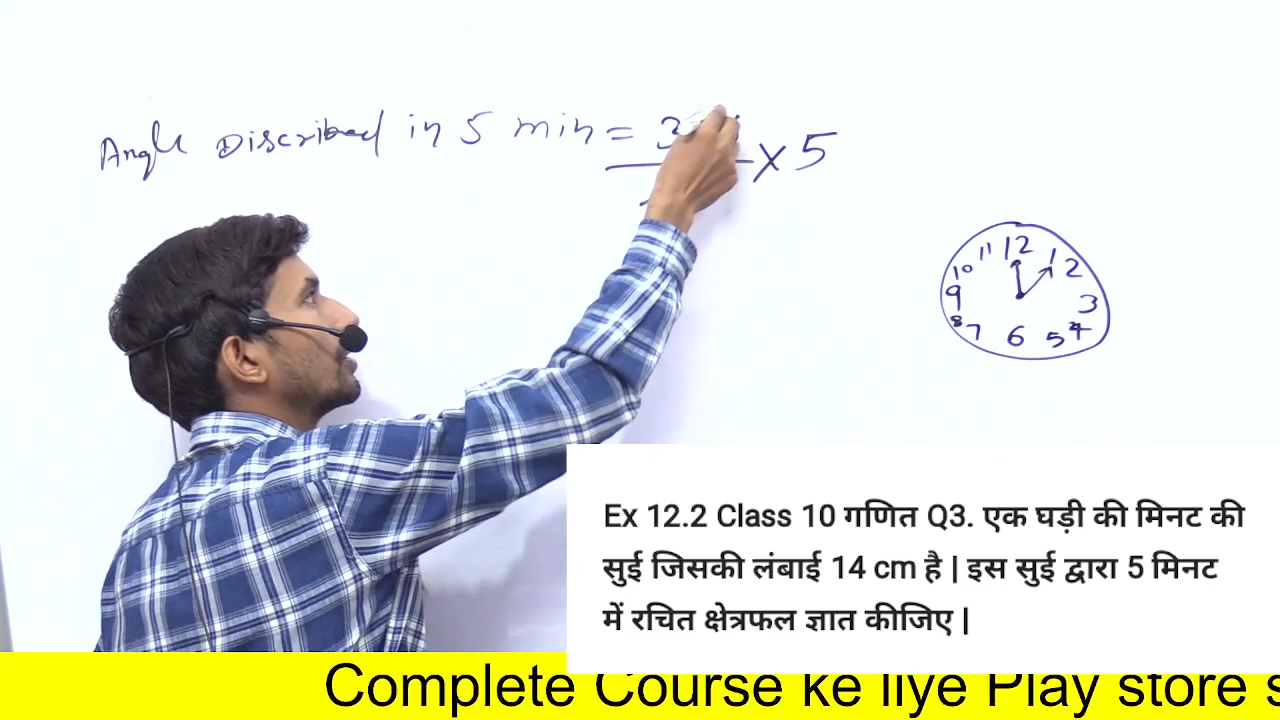 Angle Discribed in 5 min = 3 × 5
11 12 1
10 2
9 3
8 4
7 6 5
Ex 12.2 Class 10 गणित Q3. एक घड़ी की मिनट की
सुई जिसकी लंबाई 14 cm है | इस सुई द्वारा 5 मिनट
में रचित क्षेत्रफल ज्ञात कीजिए |
Complete Course ke liye Play store s